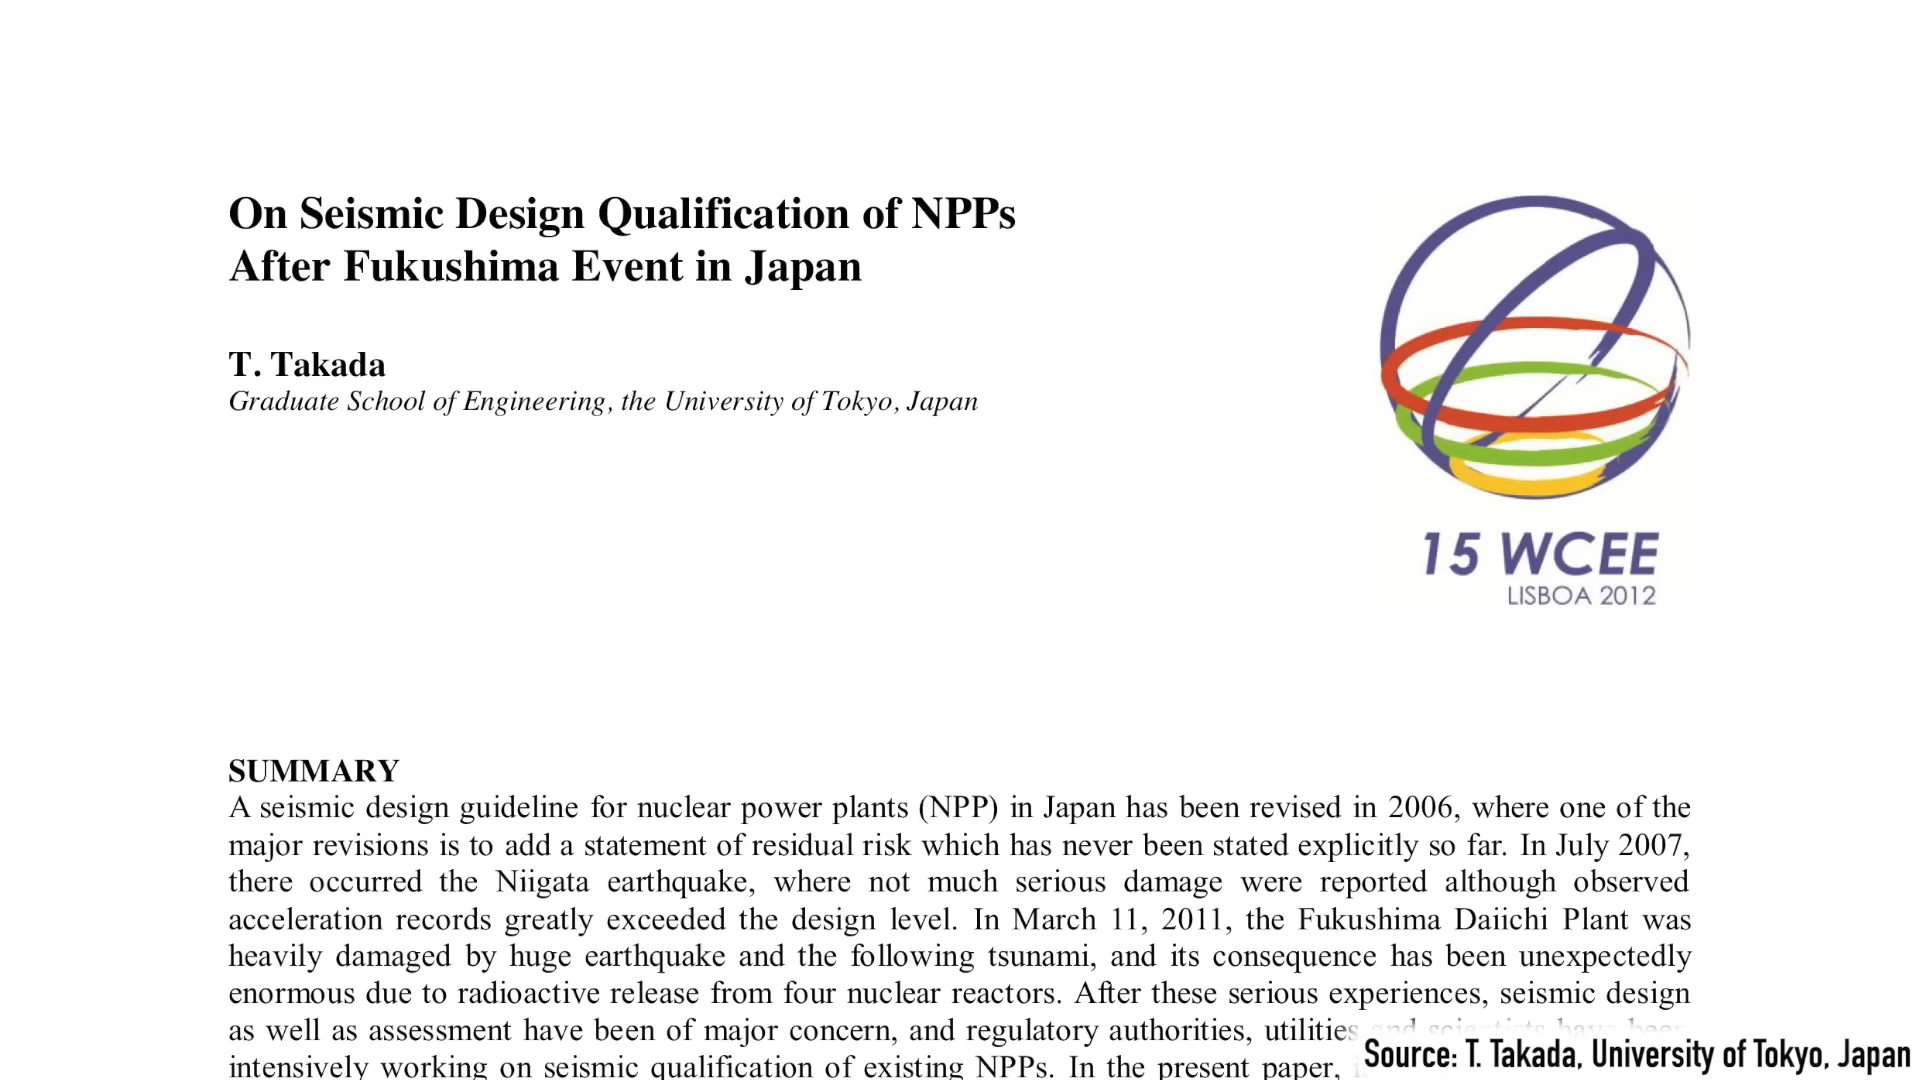 On Seismic Design Qualification of NPPs
After Fukushima Event in Japan
T. Takada
Graduate School of Engineering, the University of Tokyo, Japan
15 WCEE
LISBOA 2012
SUMMARY
A seismic design guideline for nuclear power plants (NPP) in Japan has been revised in 2006, where one of the
major revisions is to add a statement of residual risk which has never been stated explicitly so far. In July 2007,
there occurred the Niigata earthquake, where not much serious damage were reported although observed
acceleration records greatly exceeded the design level. In March 11, 2011, the Fukushima Daiichi Plant was
heavily damaged by huge earthquake and the following tsunami, and its consequence has been unexpectedly
enormous due to radioactive release from four nuclear reactors. After these serious experiences, seismic design
as well as assessment have been of major concern, and regulatory authorities, utilities and scientists have been
intensively working on seismic qualification of existing NPPs. In the present paper,
Source: T. Takada, University of Tokyo, Japan